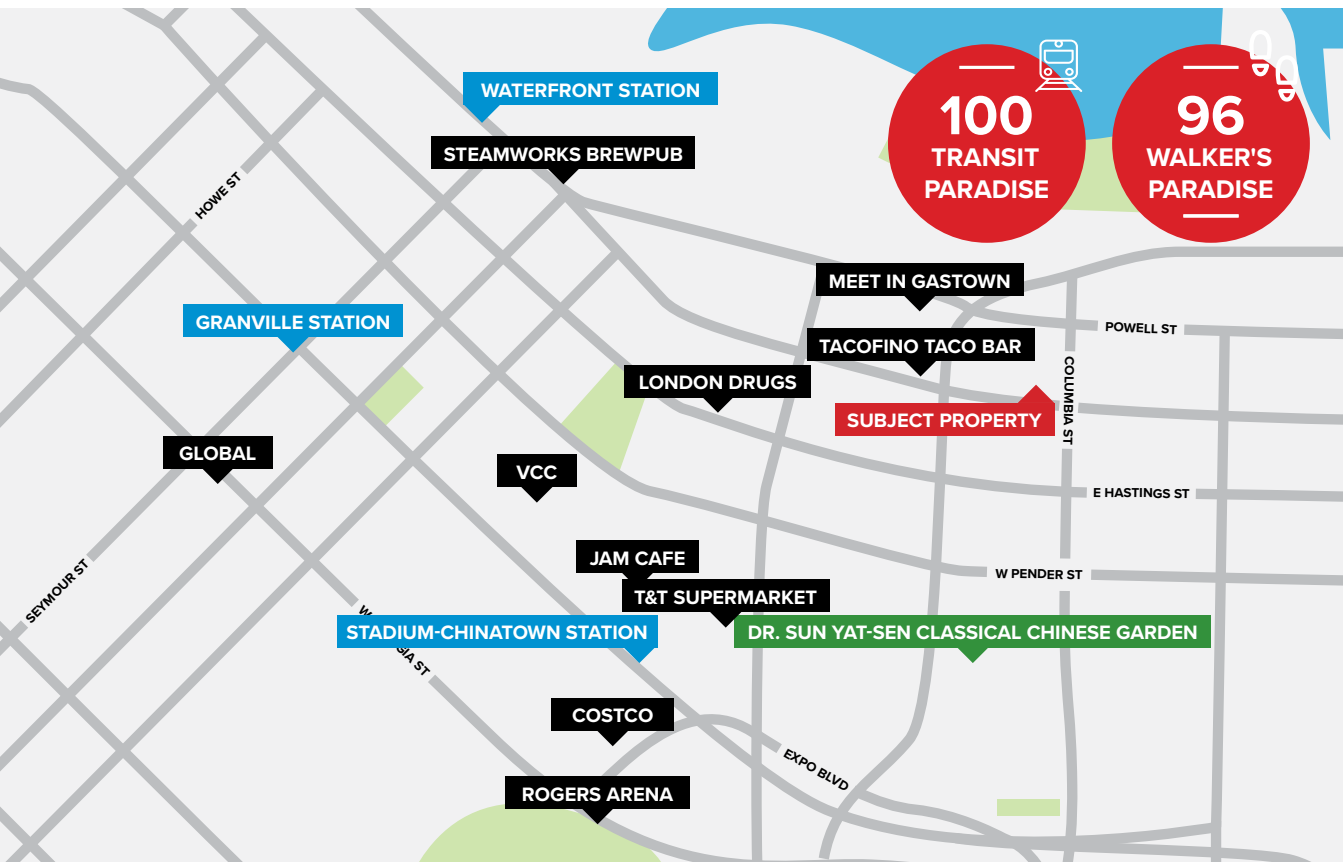 WATERFRONT STATION
100
TRANSIT
PARADISE
96
WALKER'S
PARADISE
STEAMWORKS BREWPUB
HOWE ST
MEET IN GASTOWN
GRANVILLE STATION
POWELL ST
TACOFINO TACO BAR
LONDON DRUGS
COLUMBIA ST
SUBJECT PROPERTY
GLOBAL
VCC
E HASTINGS ST
JAM CAFE
W PENDER ST
SEYMOUR ST
T&T SUPERMARKET
STADIUM-CHINATOWN STATION
DR. SUN YAT-SEN CLASSICAL CHINESE GARDEN
ST
COSTCO
EXPO BLVD
ROGERS ARENA